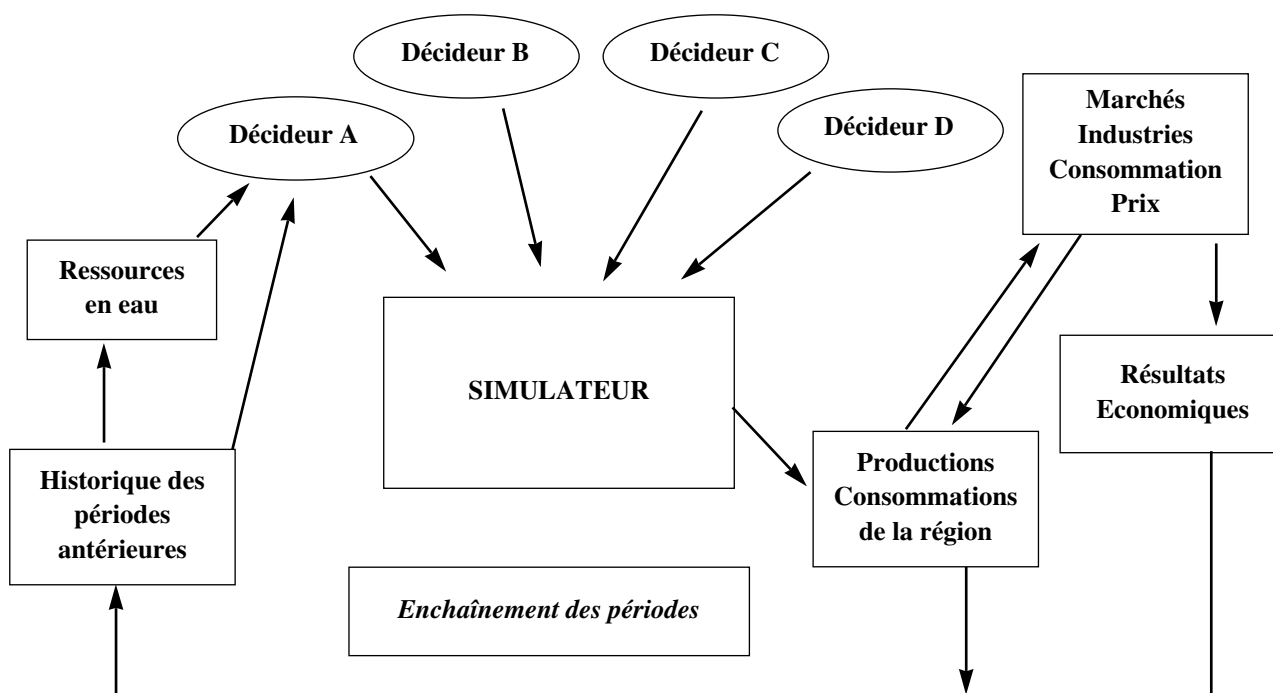 Décideur B
Décideur C
Décideur A
Décideur D
Marchés
Industries
Consommation
Prix
Ressources
en eau
SIMULATEUR
Résultats
Economiques
Historique des
périodes
antérieures
Productions
Consommations
de la région
Enchaînement des périodes